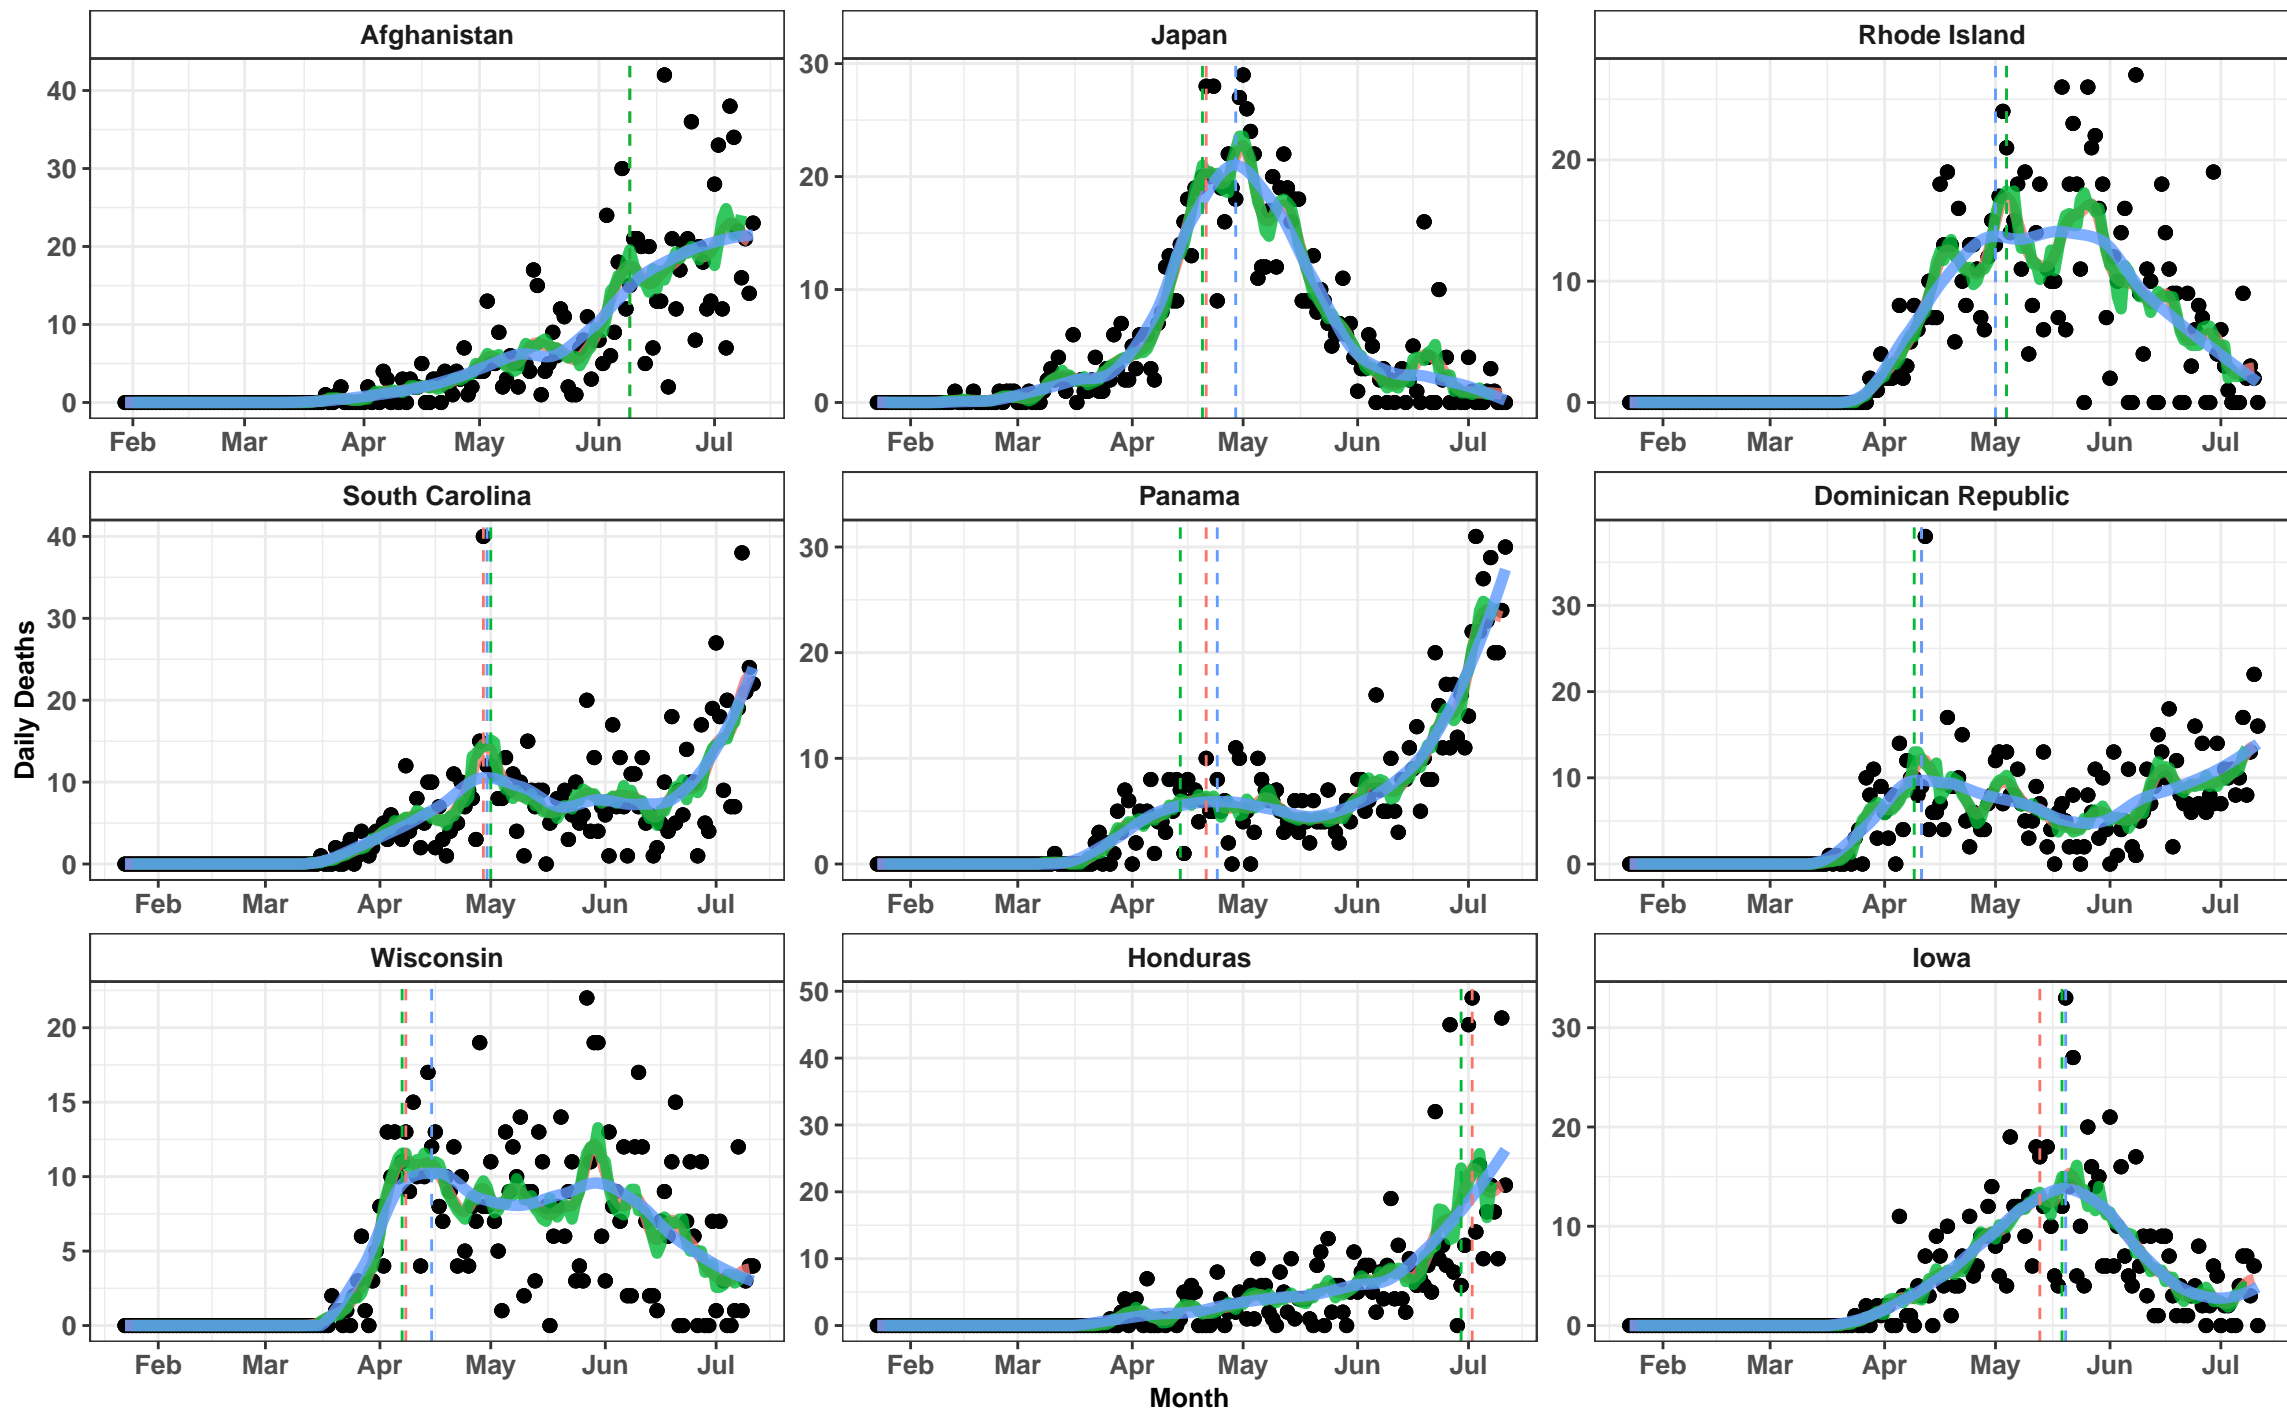 Afghanistan Japan Rhode Island
40
30
20
10
0
Feb Mar Apr May Jun Jul
30
20
10
0
Feb Mar Apr May Jun Jul
20
10
0
Feb Mar Apr May Jun Jul
South Carolina Panama Dominican Republic
Daily Deaths
40
30
20
10
0
Feb Mar Apr May Jun Jul
30
20
10
0
Feb Mar Apr May Jun Jul
30
20
10
0
Feb Mar Apr May Jun Jul
Wisconsin Honduras Iowa
20
15
10
5
0
Feb Mar Apr May Jun Jul
50
40
30
20
10
0
Feb Mar Apr May Jun Jul
30
20
10
0
Feb Mar Apr May Jun Jul
Month